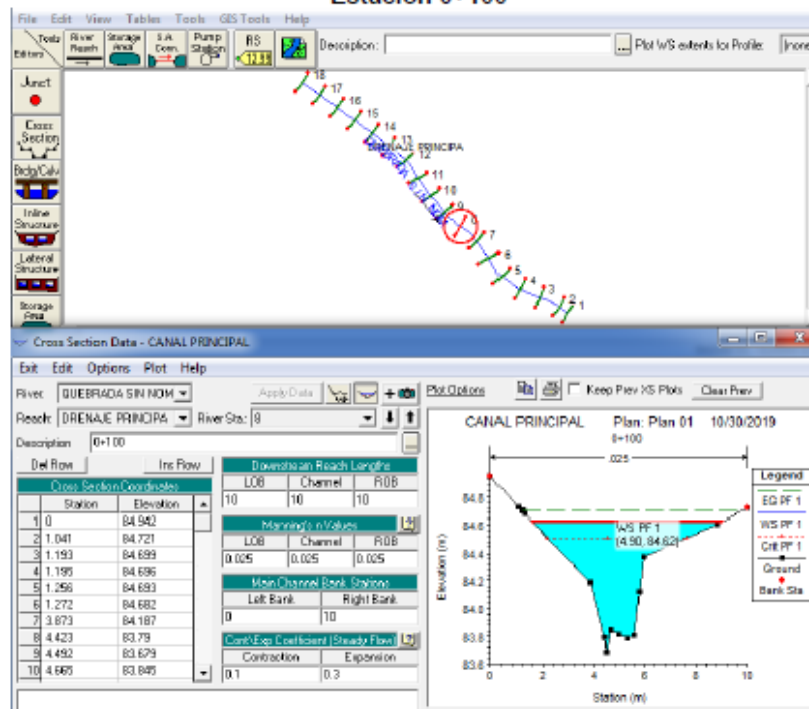 Estación 0+100
File Edit View Tables Tools GIS Tools Help
Tools
Editors
River Reach
Storage Area
S.A. Conn.
Pump Station
RS
Description:
...
Plot WS extents for Profile:
(none
Junct
Cross Section
Brdg/Culv
Inline Structure
Lateral Structure
Storage Area
18
17
16
15
14
13
DRENAJE PRINCIPA
12
11
10
9
7
6
5
4
3
2
1
Cross Section Data - CANAL PRINCIPAL
Exit Edit Options Plot Help
River: QUEBRADA SIN NOM
Apply Data
Plot Options
Keep Prev XS Plots
Clear Prev
Reach: DRENAJE PRINCIPA
River Sta.:
Description 0+100
Del Row
Ins Row
Cross Section Coordinates
Station Elevation
1 0 84.942
2 1.041 84.721
3 1.193 84.699
4 1.195 84.696
5 1.256 84.693
6 1.272 84.682
7 3.873 84.187
8 4.423 83.79
9 4.492 83.679
10 4.665 83.845
Downstream Reach Lengths
LOB Channel ROB
10 10 10
Manning's n Values
LOB Channel ROB
0.025 0.025 0.025
Main Channel Bank Stations
Left Bank Right Bank
0 10
Cont\Exp Coefficient (Steady Flow)
Contraction Expansion
0.1 0.3
CANAL PRINCIPAL Plan: Plan 01 10/30/2019
0+100
.025
Elevation (m)
84.8
84.6
84.4
84.2
84.0
83.8
83.6
WS PF 1
(4.90, 84.62)
0 2 4 6 8 10
Station (m)
Legend
EG PF 1
WS PF 1
Crit PF 1
Ground
Bank Sta